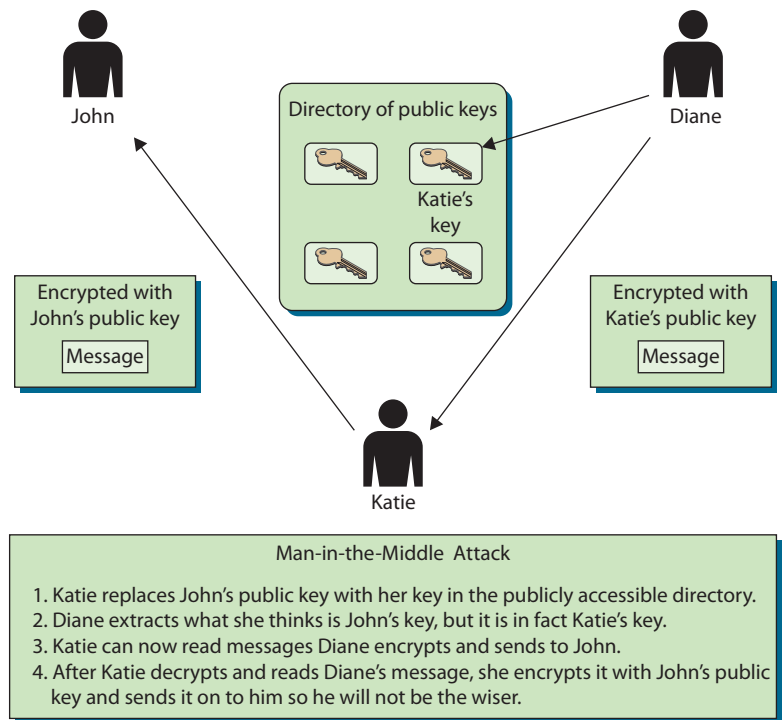 John
Directory of public keys
Diane
Katie's
key
Encrypted with
John's public key
Message
Encrypted with
Katie's public key
Message
Katie
Man-in-the-Middle Attack
1. Katie replaces John's public key with her key in the publicly accessible directory.
2. Diane extracts what she thinks is John's key, but it is in fact Katie's key.
3. Katie can now read messages Diane encrypts and sends to John.
4. After Katie decrypts and reads Diane's message, she encrypts it with John's public
key and sends it on to him so he will not be the wiser.